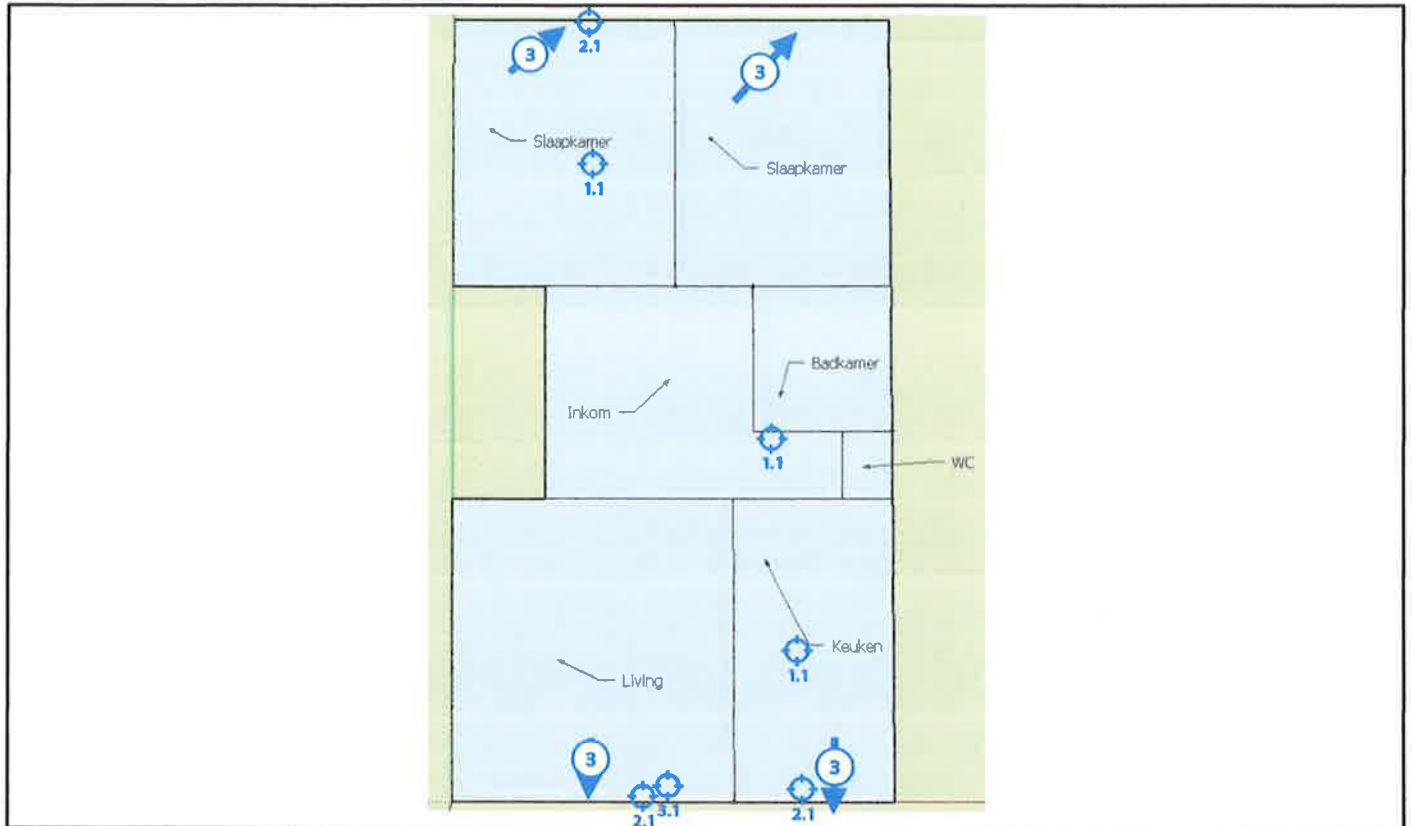 3
2.1
3
Slaapkamer
1.1
Slaapkamer
Badkamer
Inkom
1.1
WC
Keuken
1.1
Living
3
3
2.1
3.1
2.1